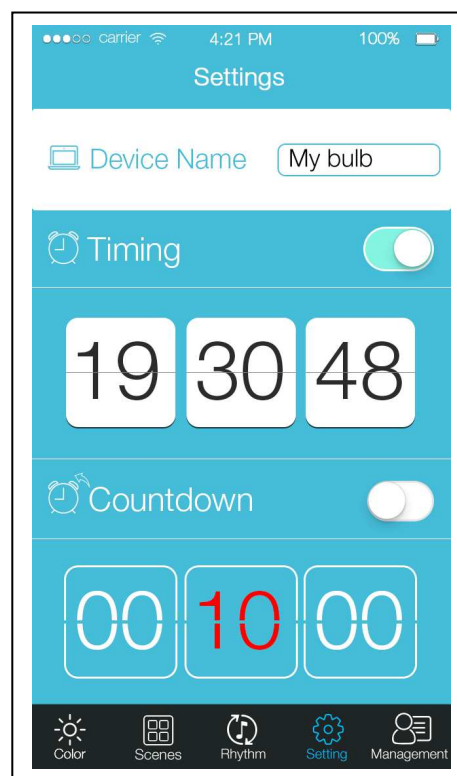 carrier 4:21 PM 100%
Settings
Device Name My bulb
Timing
19 30 48
Countdown
00 10 00
Color Scenes Rhythm Setting Management